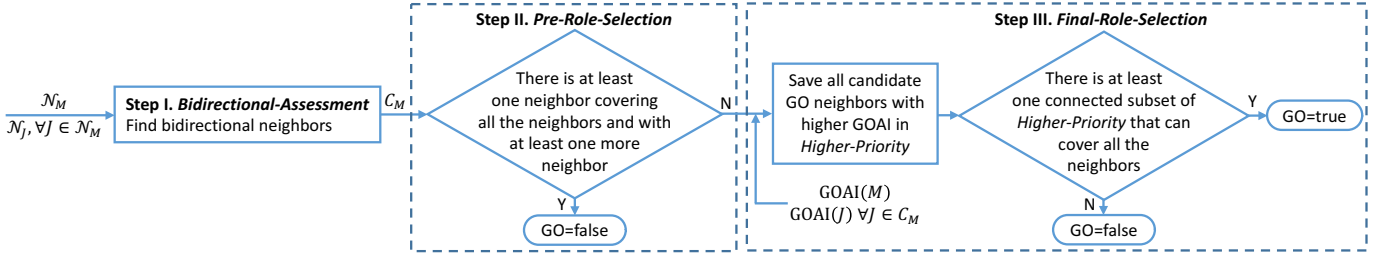 𝒩_M
𝒩_J, ∀J ∈ 𝒩_M
Step I. Bidirectional-Assessment
Find bidirectional neighbors
C_M
Step II. Pre-Role-Selection
There is at least
one neighbor covering
all the neighbors and with
at least one more
neighbor
N
Y
GO=false
Step III. Final-Role-Selection
Save all candidate
GO neighbors with
higher GOAI in
Higher-Priority
GOAI(M)
GOAI(J) ∀J ∈ C_M
There is at least
one connected subset of
Higher-Priority that can
cover all the
neighbors
Y
GO=true
N
GO=false